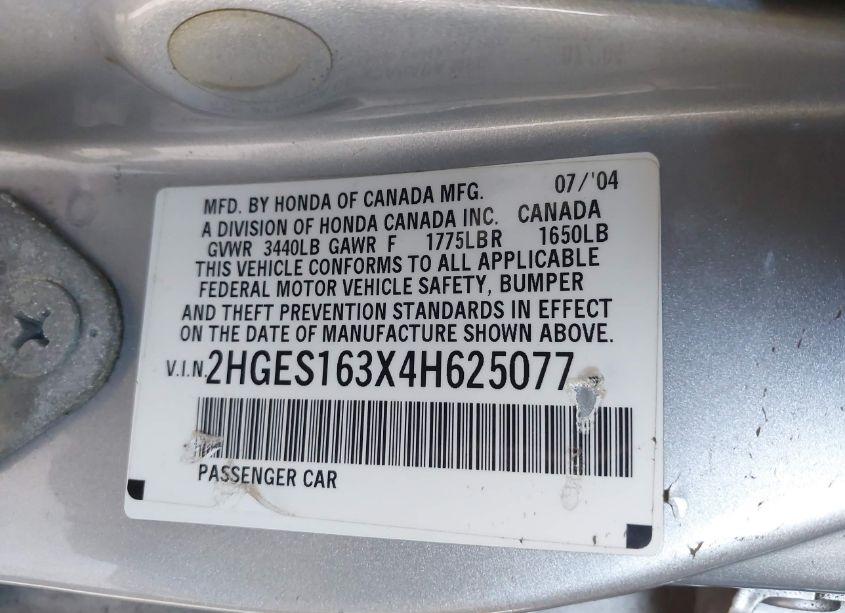 MFD. BY HONDA OF CANADA MFG. 07/'04
A DIVISION OF HONDA CANADA INC. CANADA
GVWR 3440LB GAWR F 1775LB R 1650LB
THIS VEHICLE CONFORMS TO ALL APPLICABLE
FEDERAL MOTOR VEHICLE SAFETY, BUMPER
AND THEFT PREVENTION STANDARDS IN EFFECT
ON THE DATE OF MANUFACTURE SHOWN ABOVE.
V.I.N. 2HGES163X4H625077
PASSENGER CAR